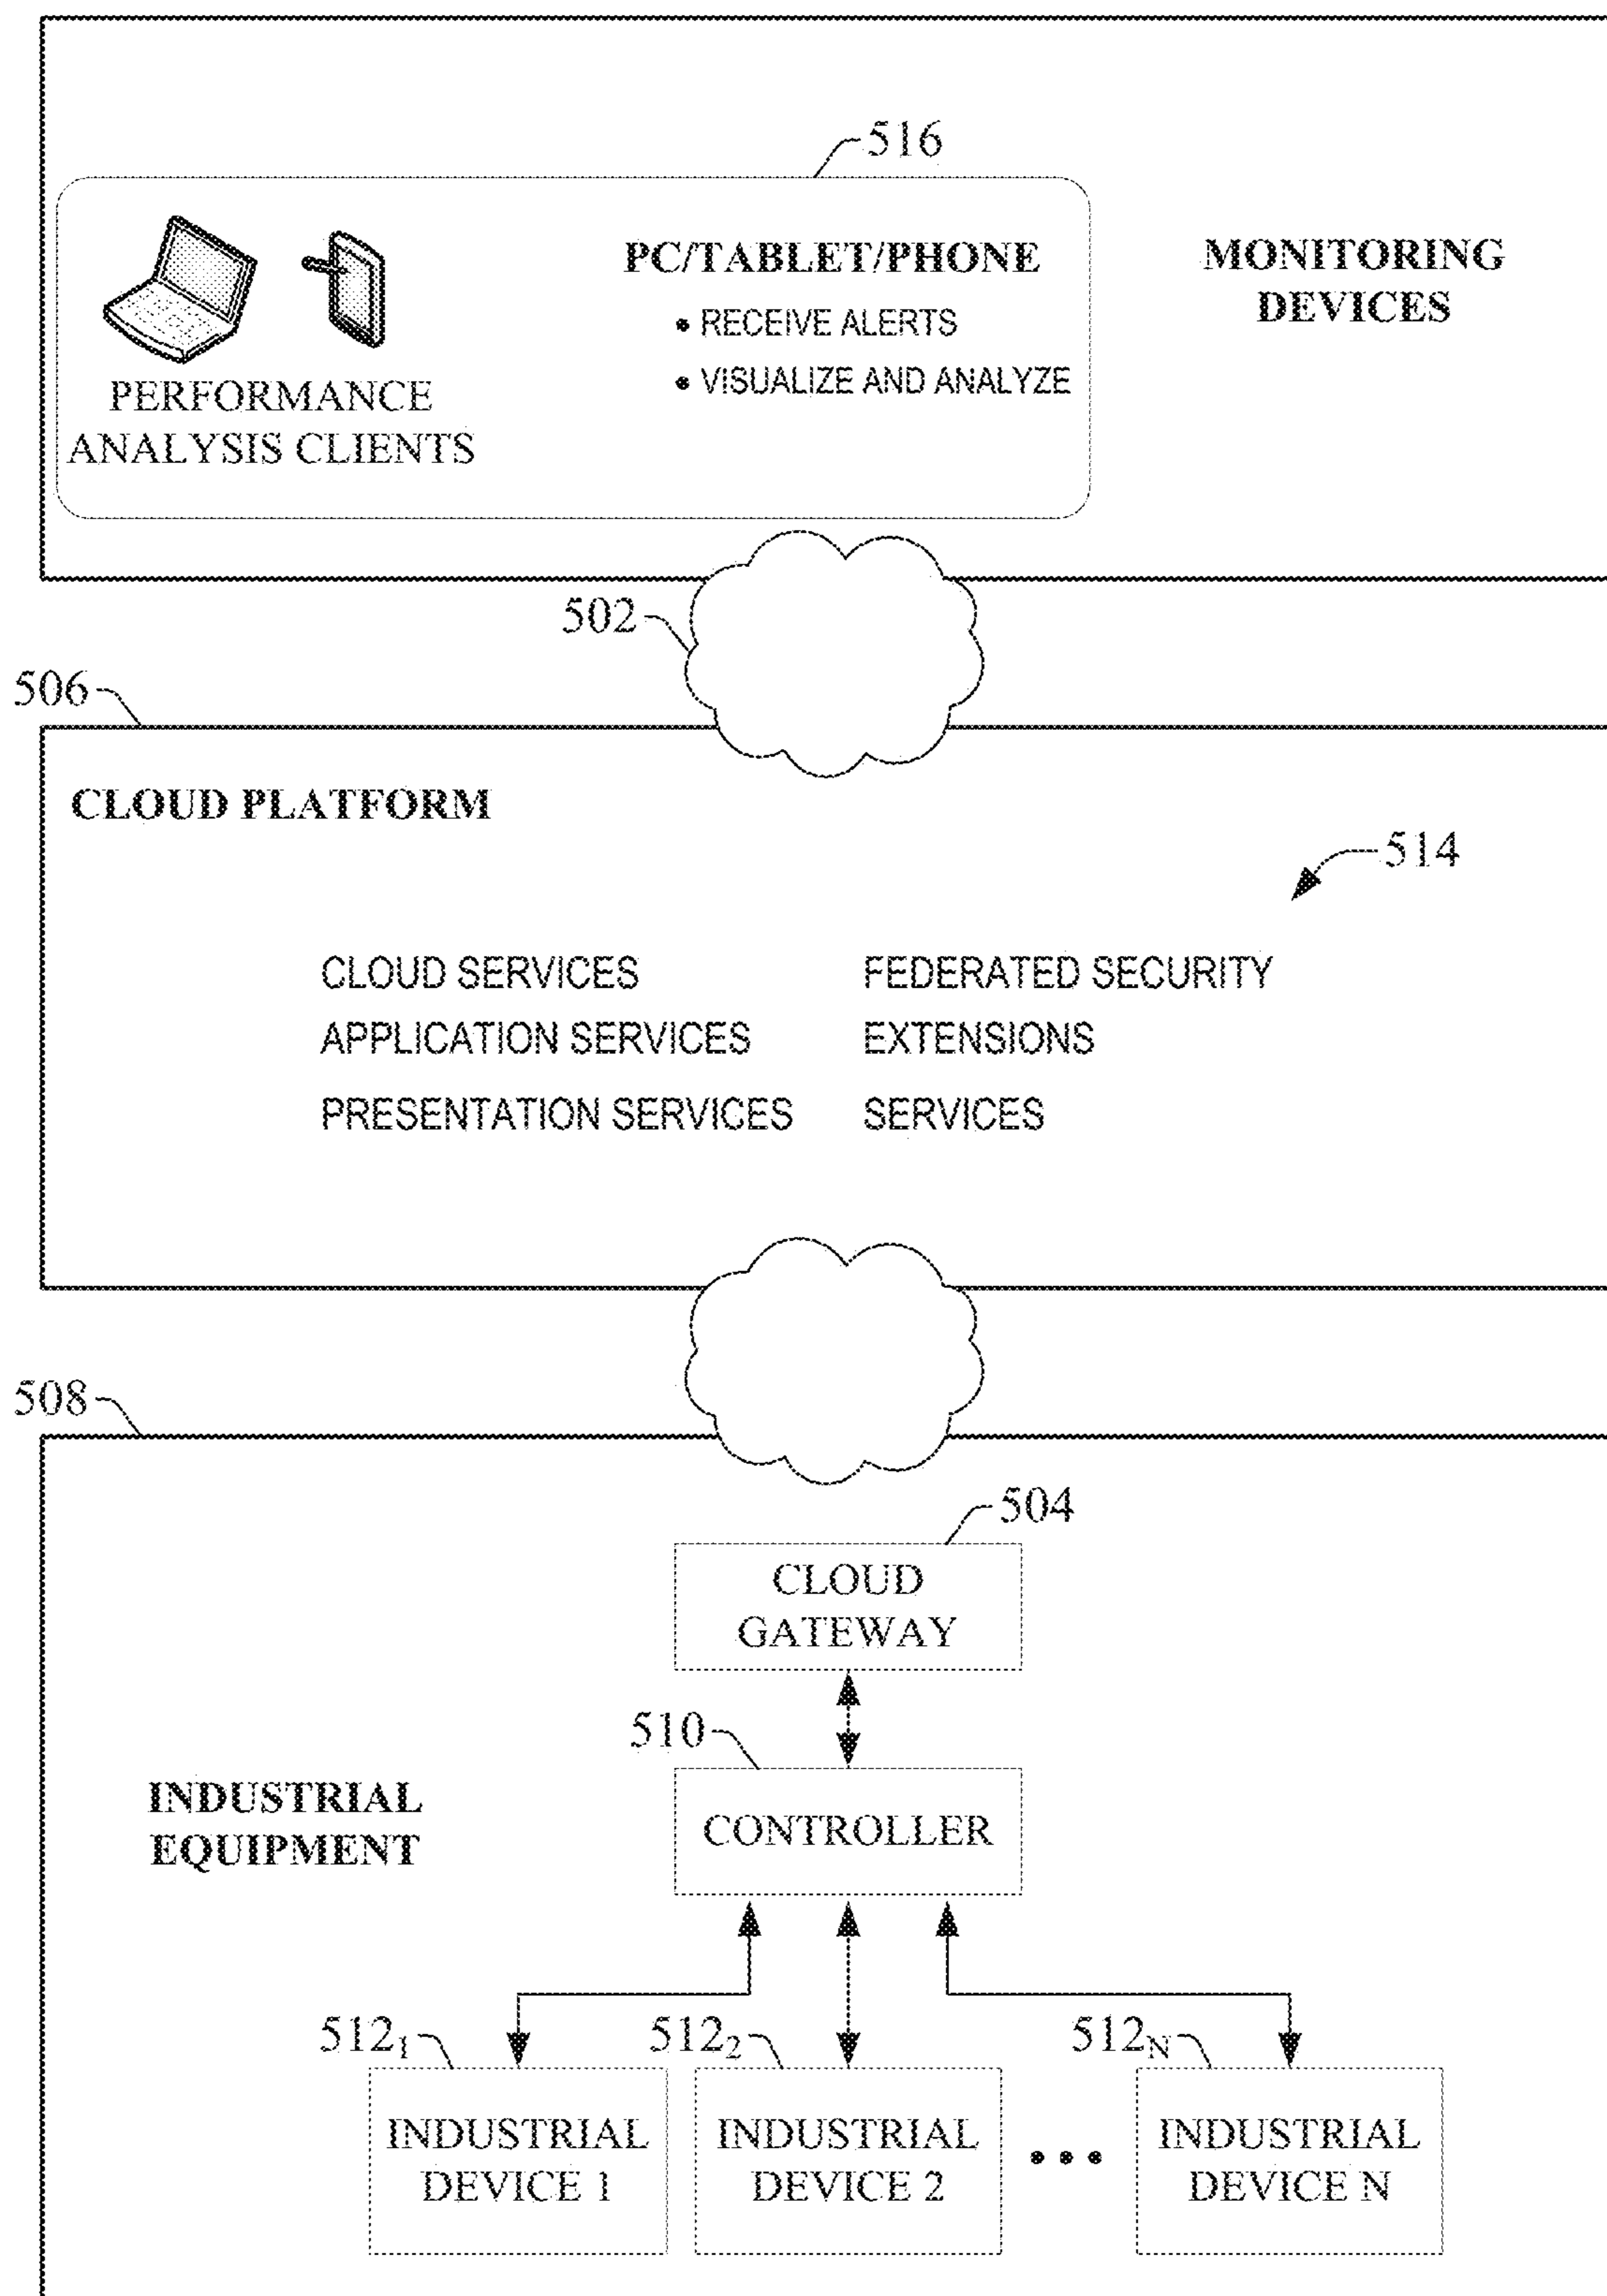 516
PC/TABLET/PHONE
• RECEIVE ALERTS
• VISUALIZE AND ANALYZE
MONITORING
DEVICES
PERFORMANCE
ANALYSIS CLIENTS
502
506
CLOUD PLATFORM
514
CLOUD SERVICES
FEDERATED SECURITY
APPLICATION SERVICES
EXTENSIONS
PRESENTATION SERVICES
SERVICES
508
504
CLOUD
GATEWAY
510
CONTROLLER
INDUSTRIAL
EQUIPMENT
512₁
512₂
512_N
INDUSTRIAL
DEVICE 1
INDUSTRIAL
DEVICE 2
• • •
INDUSTRIAL
DEVICE N